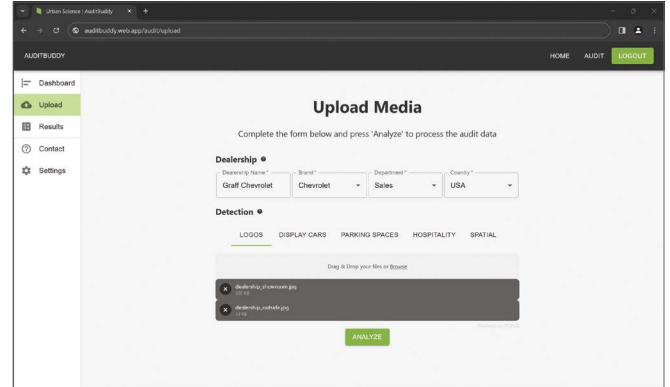 Urban Science | AuditBuddy
auditbuddy.web.app/audit/upload
AUDITBUDDY HOME AUDIT LOGOUT
Dashboard
Upload
Results
Contact
Settings
Upload Media
Complete the form below and press 'Analyze' to process the audit data
Dealership
Dealership Name * Brand * Department * Country *
Graff Chevrolet Chevrolet Sales USA
Detection
LOGOS DISPLAY CARS PARKING SPACES HOSPITALITY SPATIAL
Drag & Drop your files or Browse
dealership_showroom.jpg
dealership_outside.jpg
ANALYZE